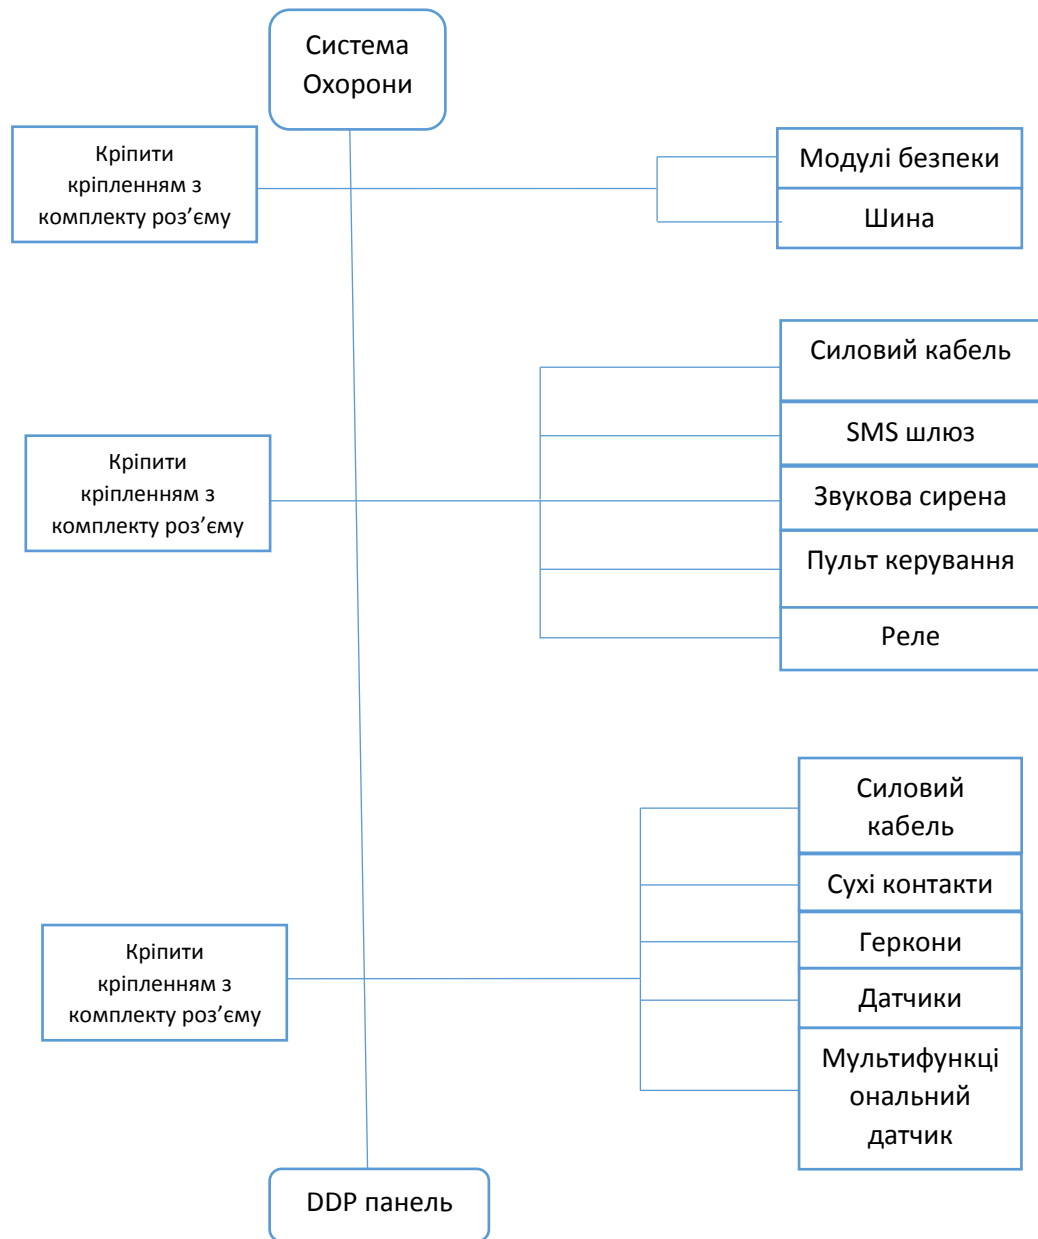 Система
Охорони
Кріпити
кріпленням з
комплекту роз’єму
Модулі безпеки
Шина
Силовий кабель
SMS шлюз
Кріпити
кріпленням з
комплекту роз’єму
Звукова сирена
Пульт керування
Реле
Силовий
кабель
Сухі контакти
Геркони
Кріпити
кріпленням з
комплекту роз’єму
Датчики
Мультифункці
ональний
датчик
DDP панель